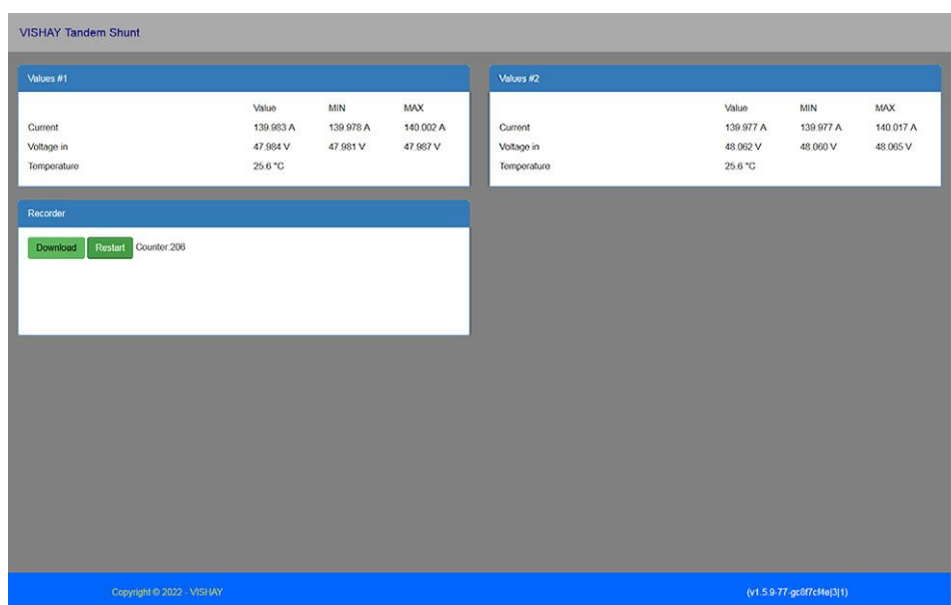 VISHAY Tandem Shunt
Values #1
Value MIN MAX
Current 139.983 A 139.978 A 140.002 A
Voltage in 47.984 V 47.981 V 47.987 V
Temperature 25.6 °C
Values #2
Value MIN MAX
Current 139.977 A 139.977 A 140.017 A
Voltage in 48.062 V 48.060 V 48.065 V
Temperature 25.6 °C
Recorder
Download Restart Counter:206
Copyright © 2022 - VISHAY
(v1.5.9-77-gc8f7cf4e|3|1)